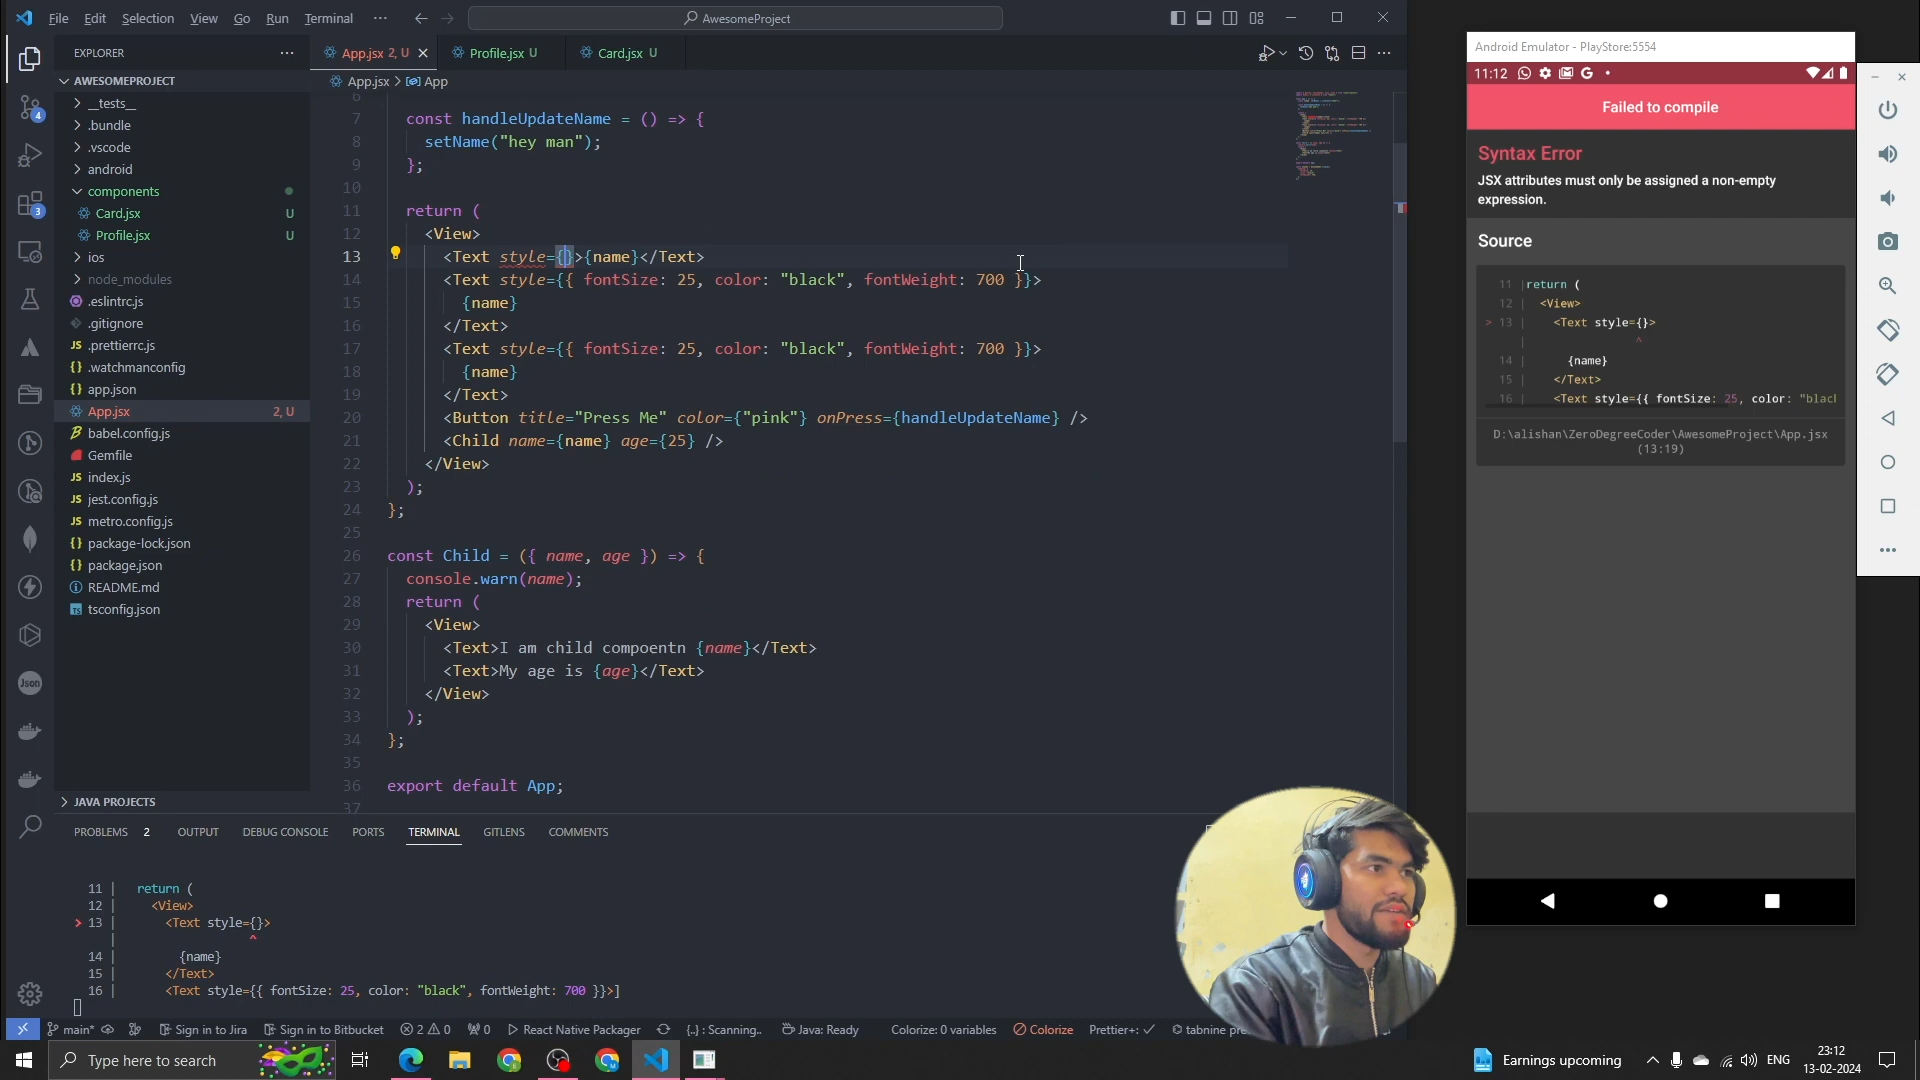 File Edit Selection View Go Run Terminal ··· AwesomeProject
EXPLORER ···
AWESOMEPROJECT
__tests__
.bundle
.vscode
android
components
Card.jsx U
Profile.jsx U
ios
node_modules
.eslintrc.js
.gitignore
.prettierrc.js
.watchmanconfig
app.json
App.jsx 2, U
babel.config.js
Gemfile
index.js
jest.config.js
metro.config.js
package-lock.json
package.json
README.md
tsconfig.json
JAVA PROJECTS
4
3
Json
App.jsx 2, U Profile.jsx U Card.jsx U
App.jsx > App
6
7 const handleUpdateName = () => {
8 setName("hey man");
9 };
10
11 return (
12 <View>
13 <Text style={}>{name}</Text>
14 <Text style={{ fontSize: 25, color: "black", fontWeight: 700 }}>
15 {name}
16 </Text>
17 <Text style={{ fontSize: 25, color: "black", fontWeight: 700 }}>
18 {name}
19 </Text>
20 <Button title="Press Me" color={"pink"} onPress={handleUpdateName} />
21 <Child name={name} age={25} />
22 </View>
23 );
24 };
25
26 const Child = ({ name, age }) => {
27 console.warn(name);
28 return (
29 <View>
30 <Text>I am child compoentn {name}</Text>
31 <Text>My age is {age}</Text>
32 </View>
33 );
34 };
35
36 export default App;
37
PROBLEMS 2 OUTPUT DEBUG CONSOLE PORTS TERMINAL GITLENS COMMENTS
11 | return (
12 | <View>
> 13 | <Text style={}>
| ^
14 | {name}
15 | </Text>
16 | <Text style={{ fontSize: 25, color: "black", fontWeight: 700 }}>]
main* Sign in to Jira Sign in to Bitbucket 2 0 0 React Native Packager {..} : Scanning.. Java: Ready Colorize: 0 variables Colorize Prettier+: ✓ tabnine
Type here to search
Earnings upcoming ENG
23:12
13-02-2024
Android Emulator - PlayStore:5554
11:12 G
Failed to compile
Syntax Error
JSX attributes must only be assigned a non-empty
expression.
Source
11 | return (
12 | <View>
> 13 | <Text style={}>
| ^
14 | {name}
15 | </Text>
16 | <Text style={{ fontSize: 25, color: "blac
D:\alishan\ZeroDegreeCoder\AwesomeProject\App.jsx
(13:19)